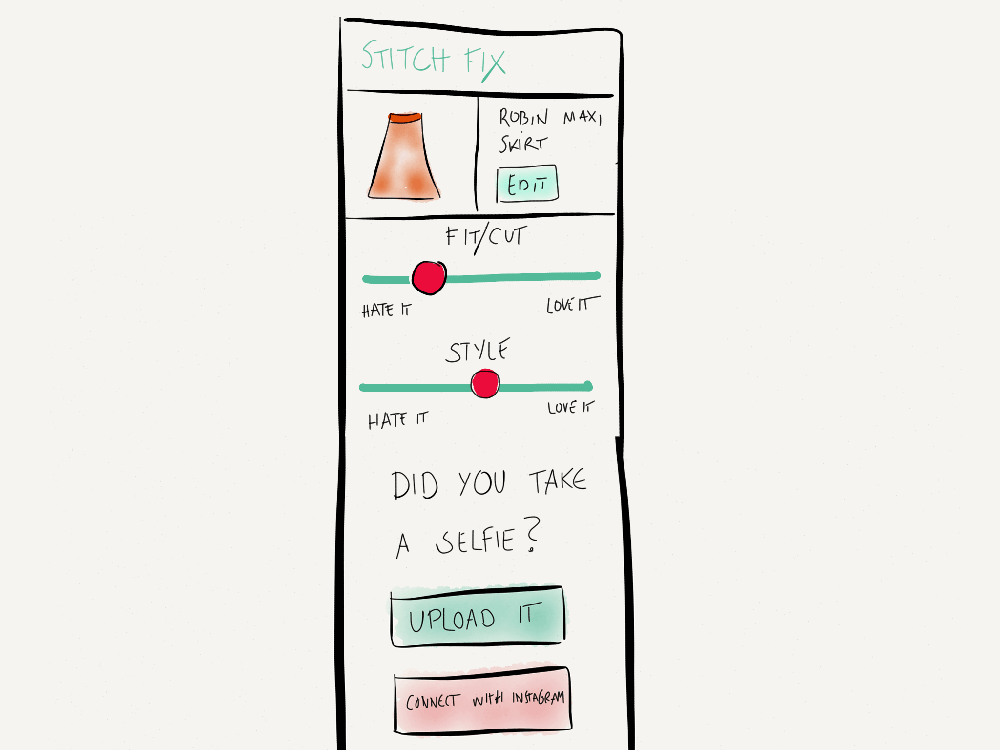 STITCH FIX
ROBIN MAXI
SKIRT
EDIT
FIT/CUT
HATE IT LOVE IT
STYLE
HATE IT LOVE IT
DID YOU TAKE
A SELFIE?
UPLOAD IT
CONNECT WITH INSTAGRAM